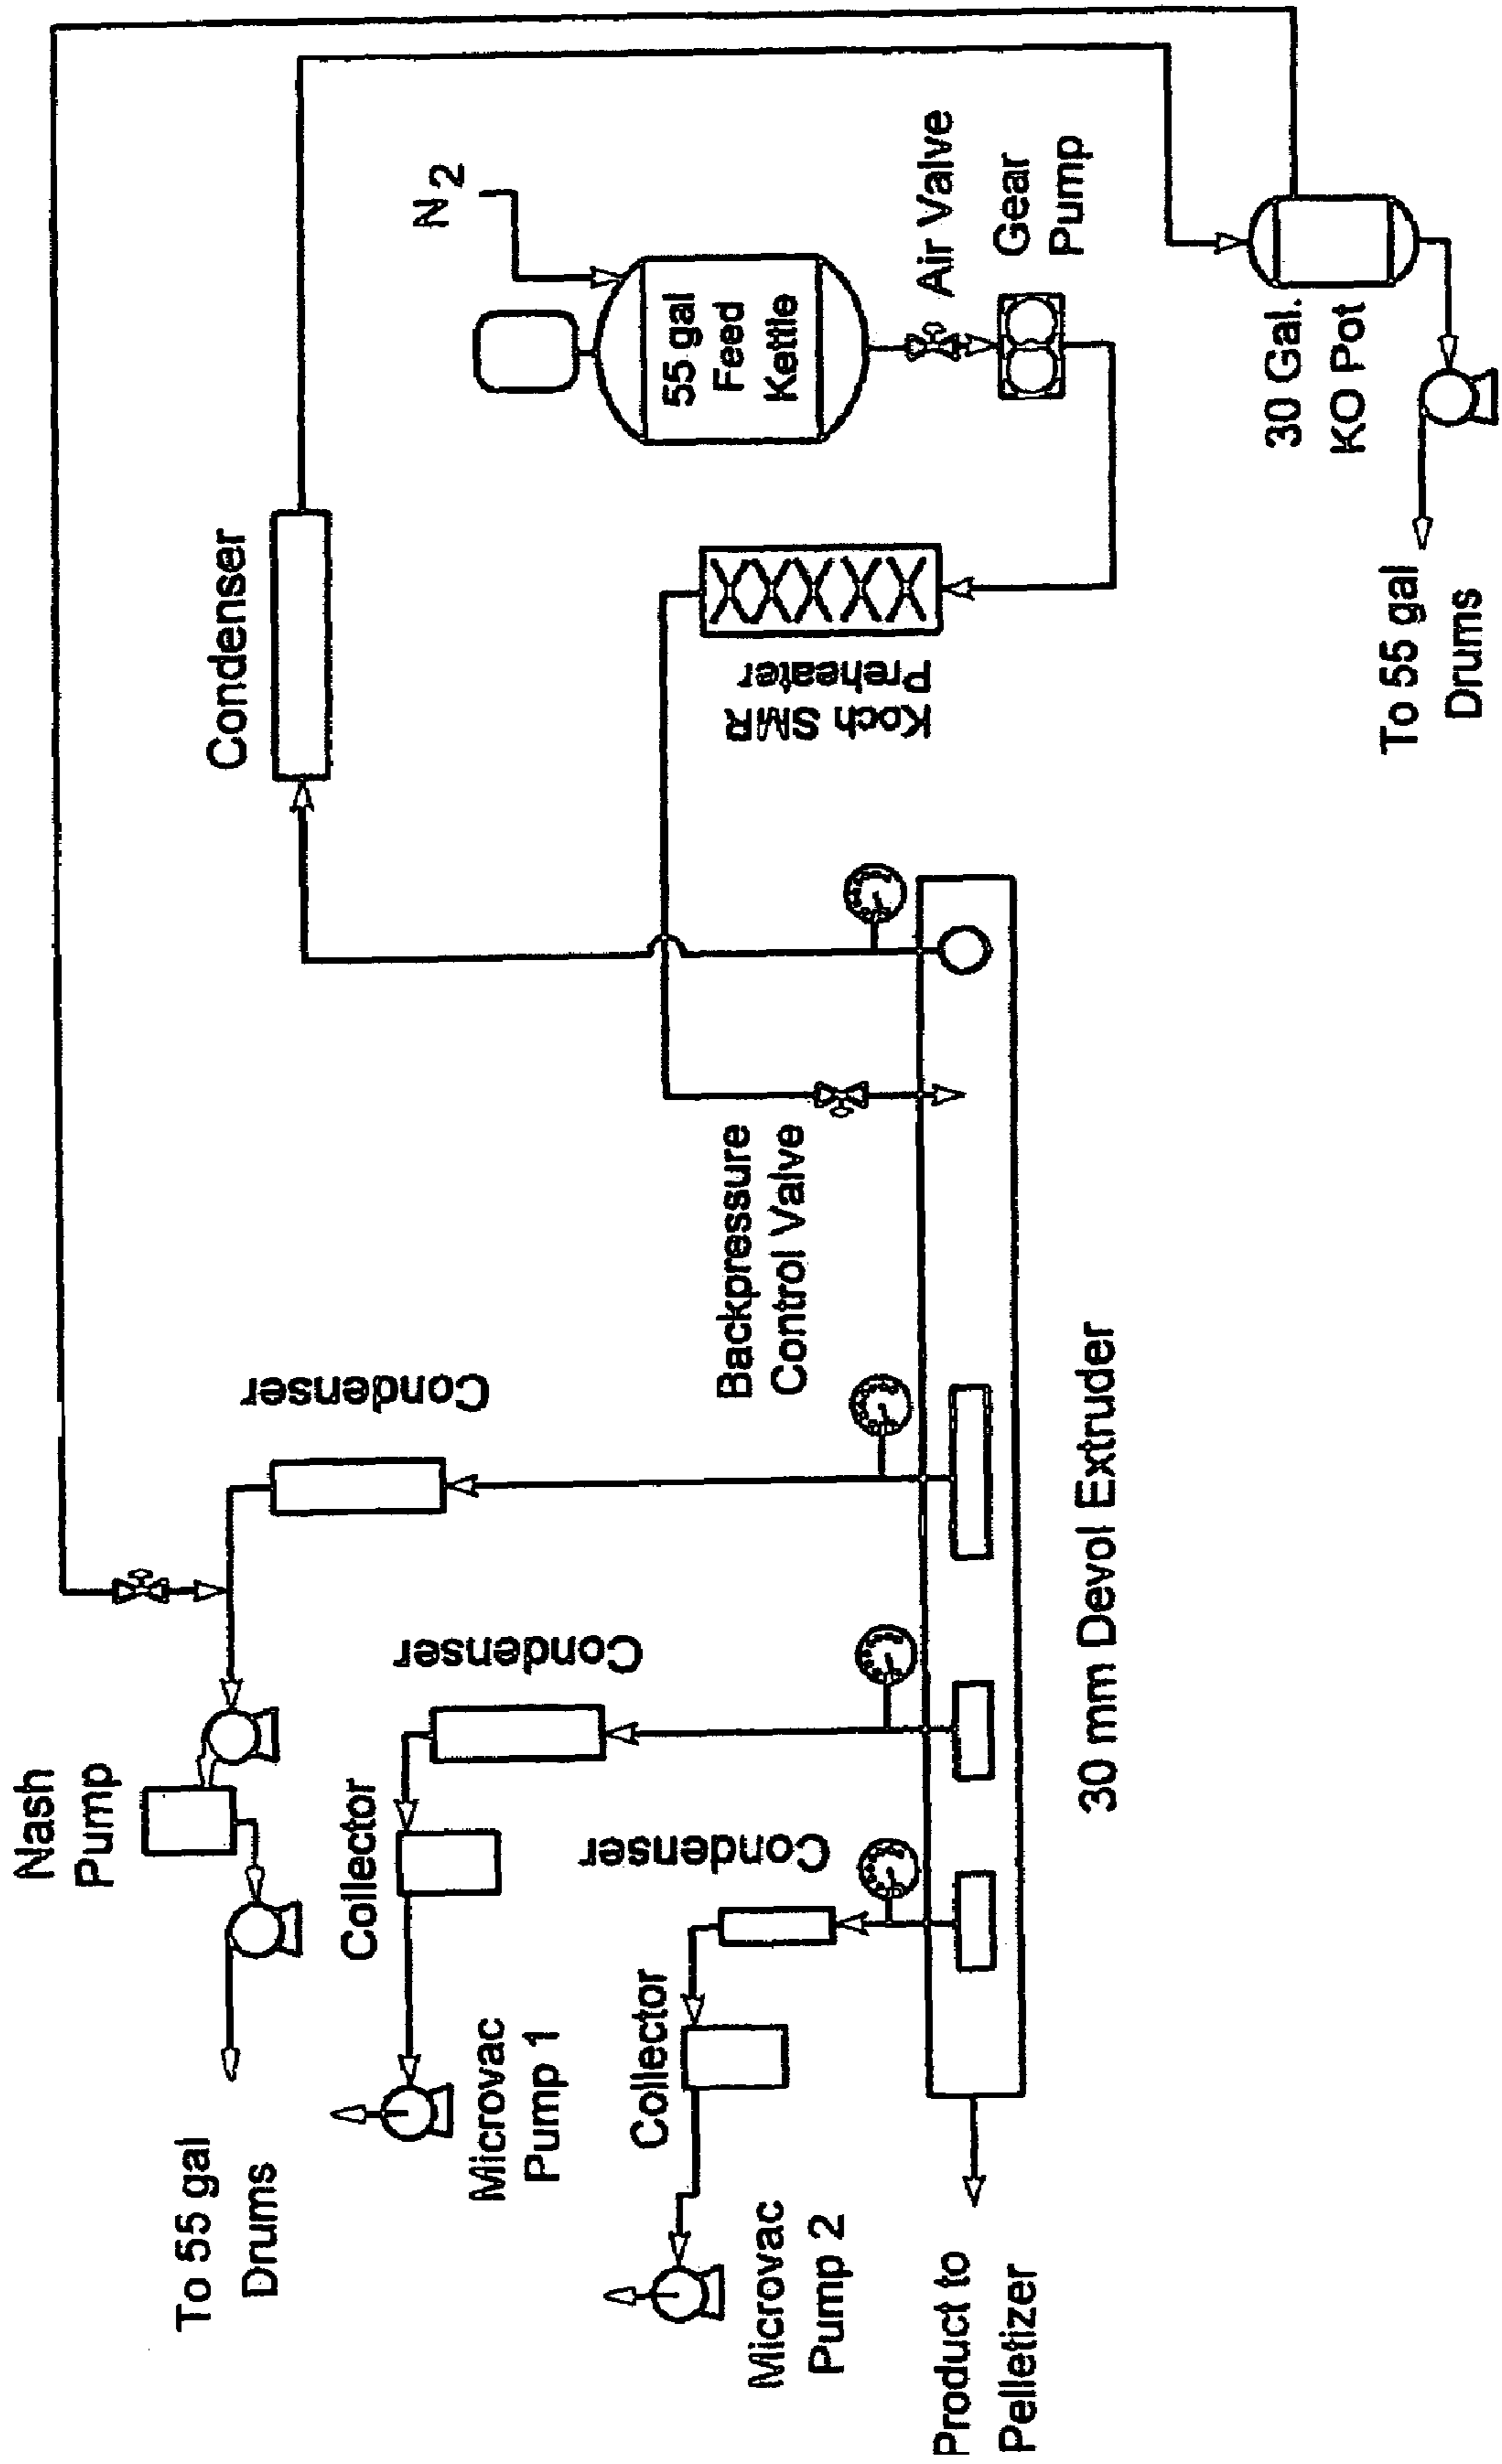 N2
55 gal
Feed
Kettle
Air Valve
Gear
Pump
30 Gal.
KO Pot
To 55 gal
Drums
Condenser
Koch SMR
Preheater
Backpressure
Control Valve
Condenser
Condenser
Condenser
30 mm Devol Extruder
Nash
Pump
Collector
Collector
To 55 gal
Drums
Microvac
Pump 1
Microvac
Pump 2
Product to
Pelletizer